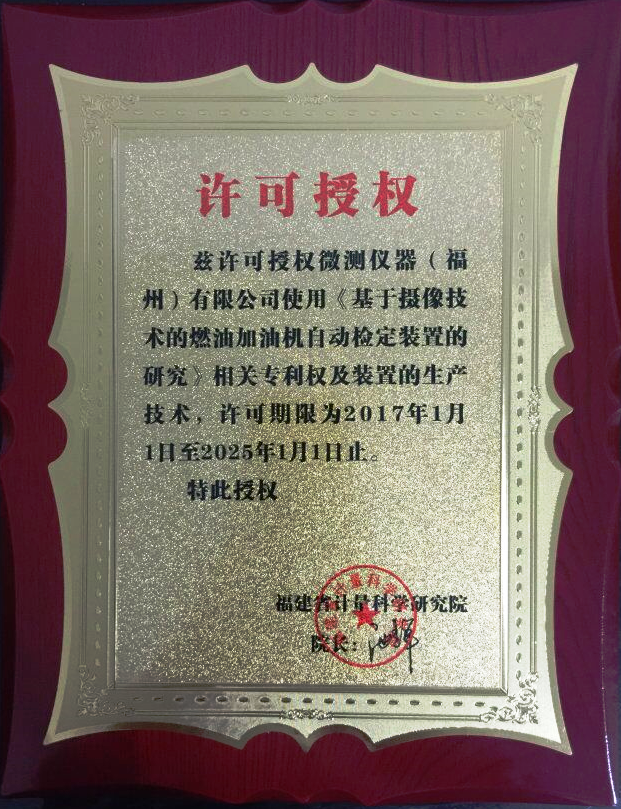 许可授权
兹许可授权微测仪器（福
州）有限公司使用《基于摄像技
术的燃油加油机自动检定装置的
研究》相关专利权及装置的生产
技术，许可期限为2017年1月
1日至2025年1月1日止。
特此授权
福建省计量科学研究院
院长：